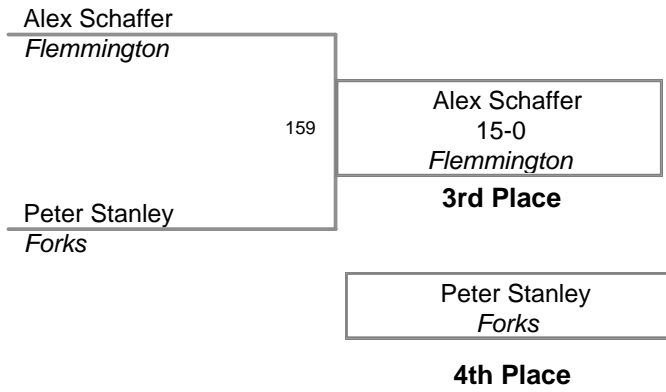 Alex Schaffer
Flemmington
159
Alex Schaffer
15-0
Flemmington
3rd Place
Peter Stanley
Forks
Peter Stanley
Forks
4th Place